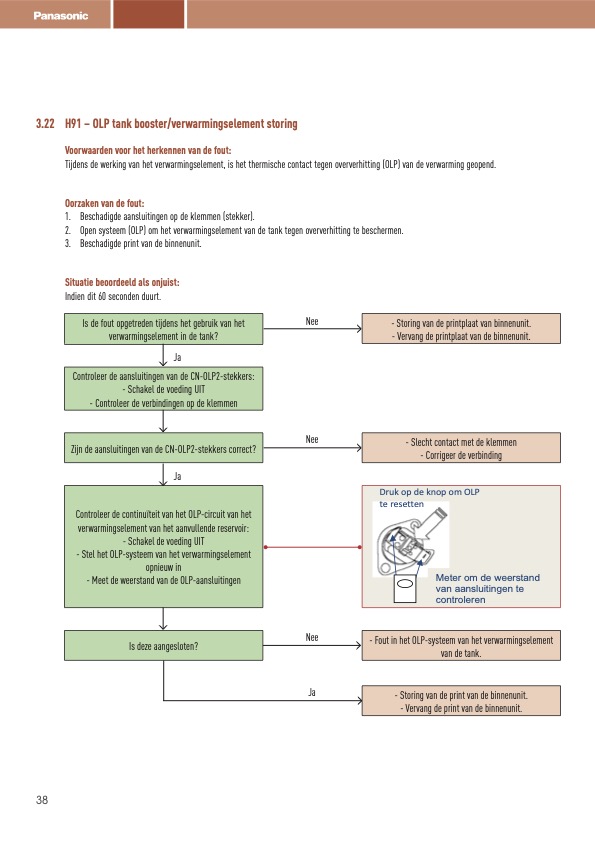 Panasonic
3.22 H91 – OLP tank booster/verwarmingselement storing
Voorwaarden voor het herkennen van de fout:
Tijdens de werking van het verwarmingselement, is het thermische contact tegen oververhitting (OLP) van de verwarming geopend.
Oorzaken van de fout:
1. Beschadigde aansluitingen op de klemmen (stekker).
2. Open systeem (OLP) om het verwarmingselement van de tank tegen oververhitting te beschermen.
3. Beschadigde print van de binnenunit.
Situatie beoordeeld als onjuist:
Indien dit 60 seconden duurt.
Is de fout opgetreden tijdens het gebruik van het
verwarmingselement in de tank?
Nee
- Storing van de printplaat van binnenunit.
- Vervang de printplaat van de binnenunit.
Ja
Controleer de aansluitingen van de CN-OLP2-stekkers:
- Schakel de voeding UIT
- Controleer de verbindingen op de klemmen
Zijn de aansluitingen van de CN-OLP2-stekkers correct?
Nee
- Slecht contact met de klemmen
- Corrigeer de verbinding
Ja
Controleer de continuïteit van het OLP-circuit van het
verwarmingselement van het aanvullende reservoir:
- Schakel de voeding UIT
- Stel het OLP-systeem van het verwarmingselement
opnieuw in
- Meet de weerstand van de OLP-aansluitingen
Druk op de knop om OLP
te resetten
Meter om de weerstand
van aansluitingen te
controleren
Is deze aangesloten?
Nee
- Fout in het OLP-systeem van het verwarmingselement
van de tank.
Ja
- Storing van de print van de binnenunit.
- Vervang de print van de binnenunit.
38